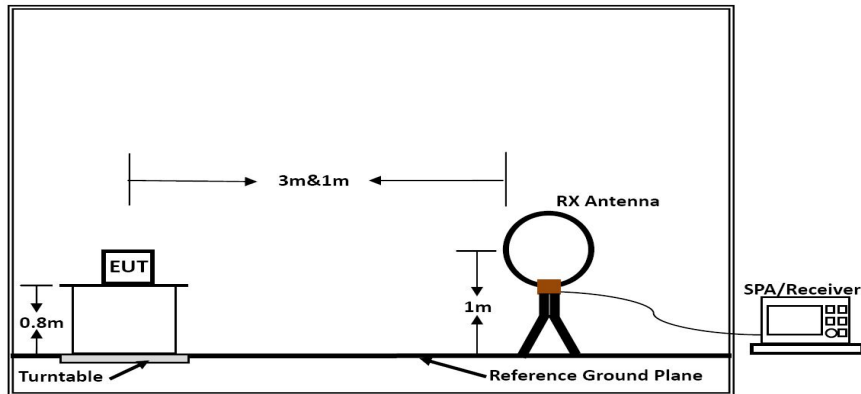 3m&1m
RX Antenna
EUT
SPA/Receiver
0.8m
1m
Turntable
Reference Ground Plane